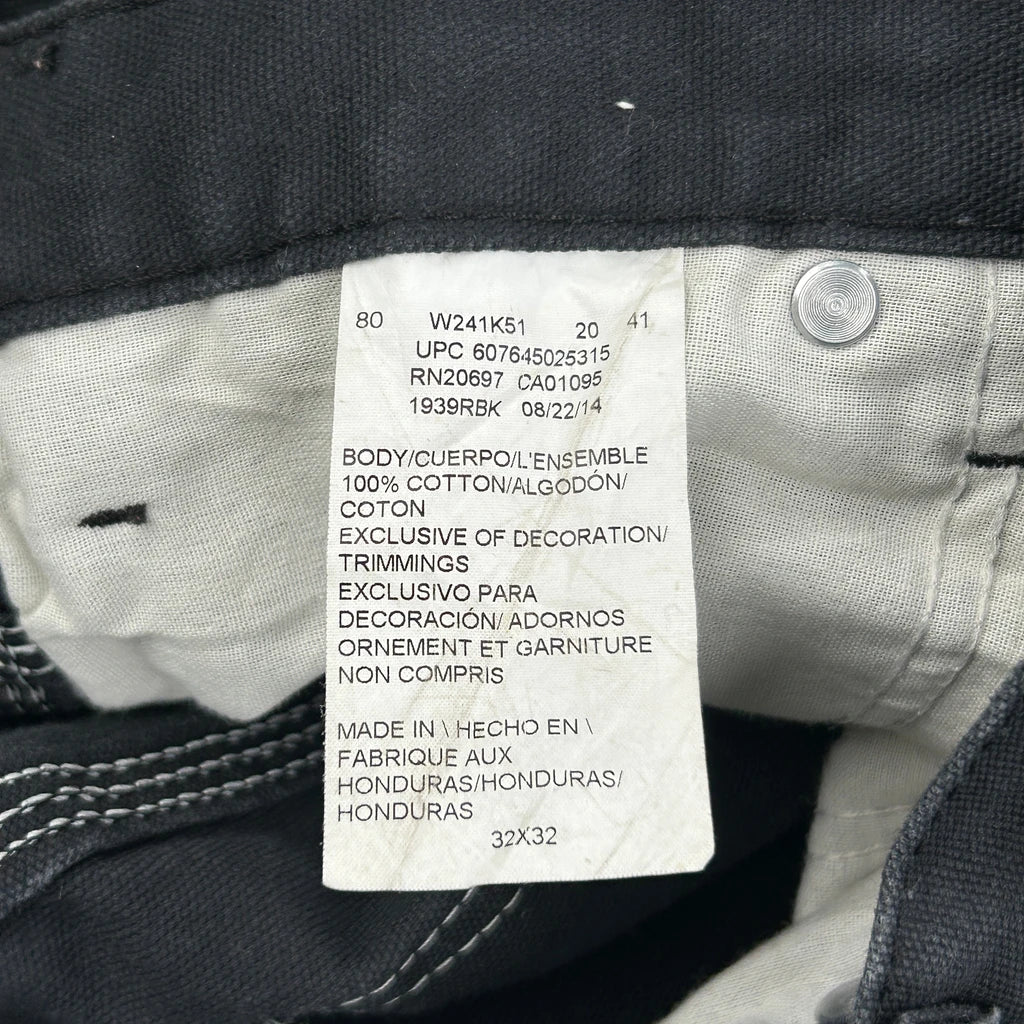 80 W241K51 20 41
UPC 607645025315
RN20697 CA01095
1939RBK 08/22/14
BODY/CUERPO/L'ENSEMBLE
100% COTTON/ALGODÓN/
COTON
EXCLUSIVE OF DECORATION/
TRIMMINGS
EXCLUSIVO PARA
DECORACIÓN/ ADORNOS
ORNEMENT ET GARNITURE
NON COMPRIS
MADE IN \ HECHO EN \
FABRIQUE AUX
HONDURAS/HONDURAS/
HONDURAS
32X32